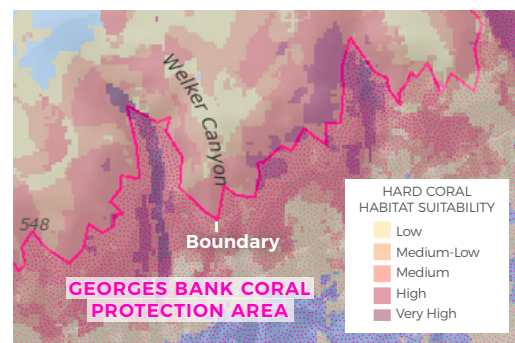 Welker Canyon
548
Boundary
GEORGES BANK CORAL
PROTECTION AREA
HARD CORAL
HABITAT SUITABILITY
Low
Medium-Low
Medium
High
Very High